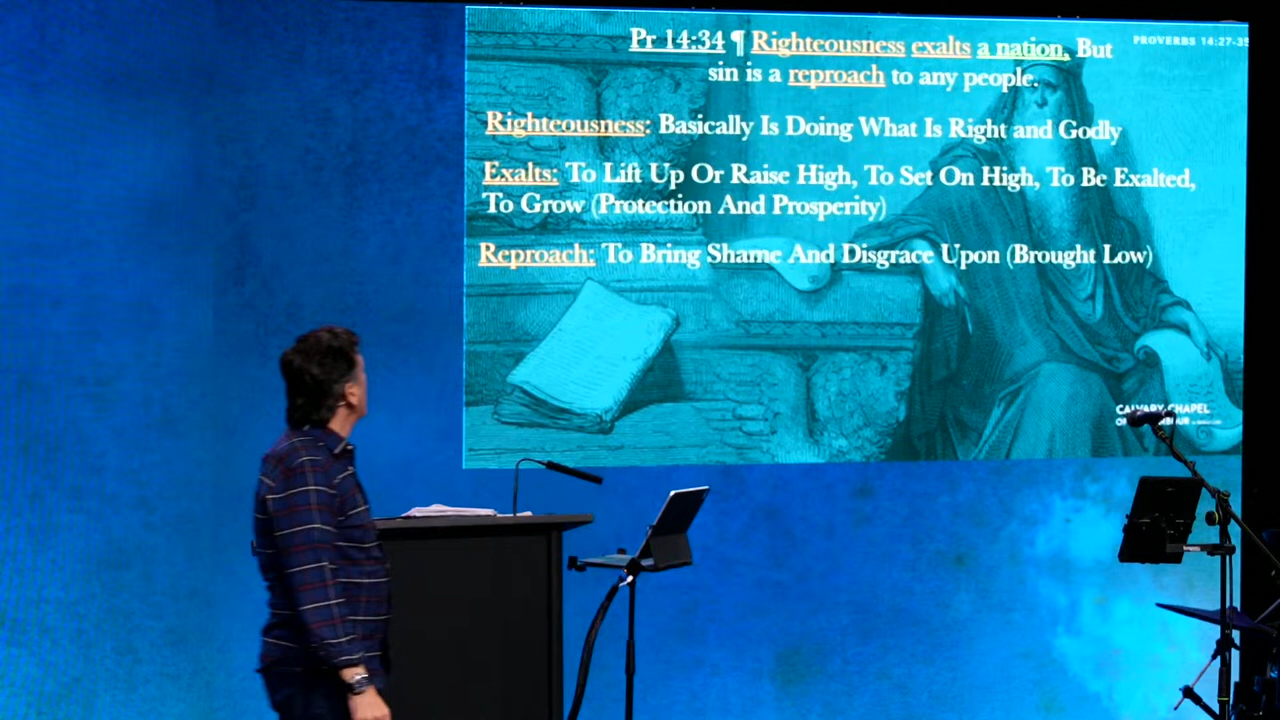 Pr 14:34 ¶ Righteousness exalts a nation, But
PROVERBS 14:27-35
sin is a reproach to any people.
Righteousness: Basically Is Doing What Is Right and Godly
Exalts: To Lift Up Or Raise High, To Set On High, To Be Exalted,
To Grow (Protection And Prosperity)
Reproach: To Bring Shame And Disgrace Upon (Brought Low)
CALVARY CHAPEL